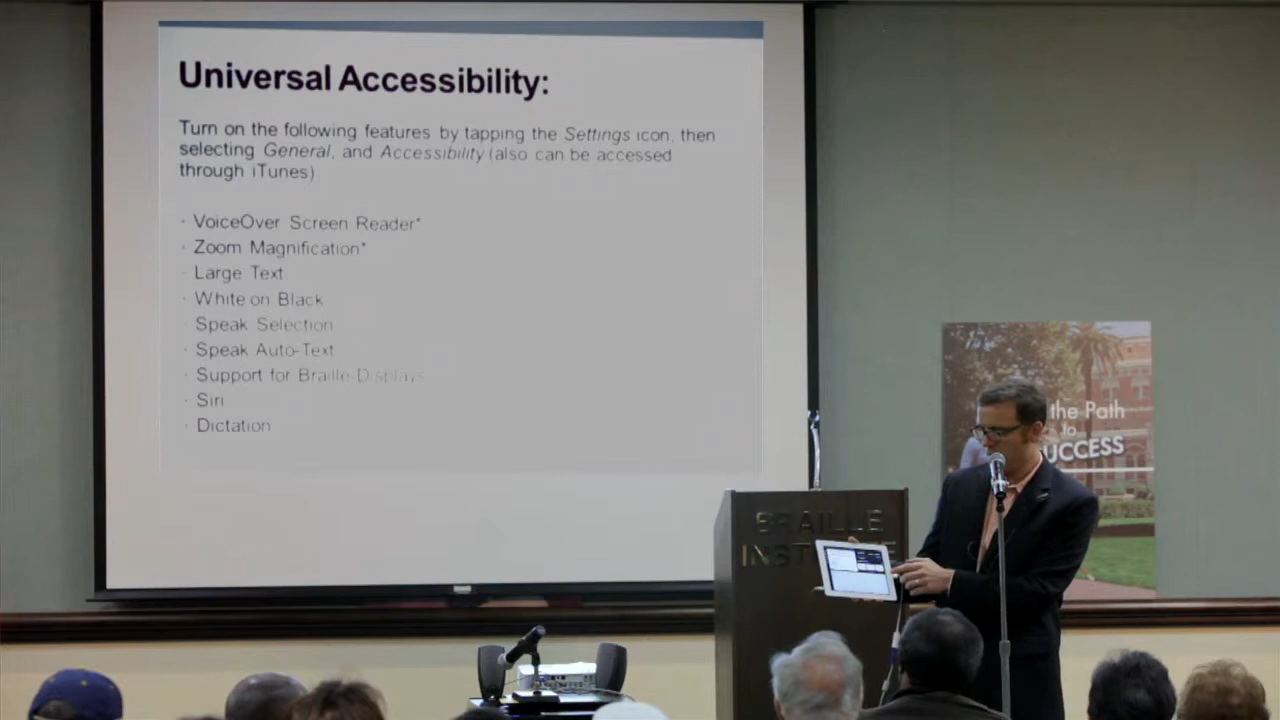 Universal Accessibility:
Turn on the following features by tapping the Settings icon, then
selecting General, and Accessibility (also can be accessed
through iTunes)
· VoiceOver Screen Reader*
· Zoom Magnification*
· Large Text
· White on Black
· Speak Selection
· Speak Auto-Text
· Support for Braille Displays
· Siri
· Dictation
the Path
to
UCCESS
BRAILLE
INST